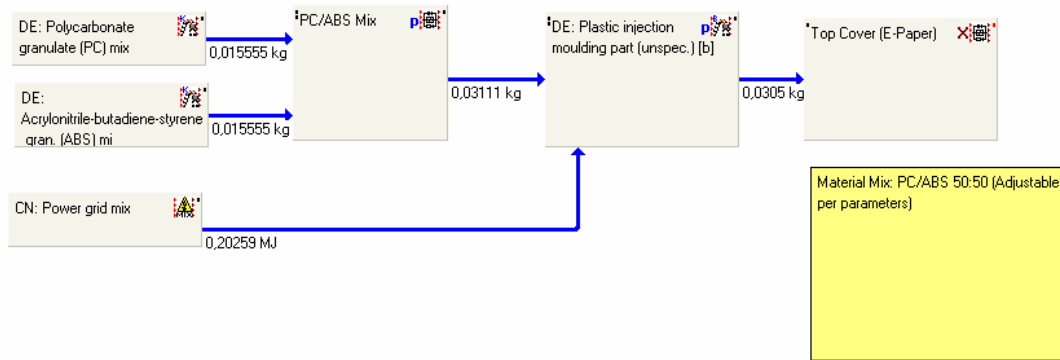 DE: Polycarbonate
granulate (PC) mix
0,015555 kg
DE:
Acrylonitrile-butadiene-styrene
gran. (ABS) mi
0,015555 kg
PC/ABS Mix
p
0,03111 kg
DE: Plastic injection
moulding part (unspec.) [b]
p
0,0305 kg
Top Cover (E-Paper)
CN: Power grid mix
0,20259 MJ
Material Mix: PC/ABS 50:50 (Adjustable
per parameters)